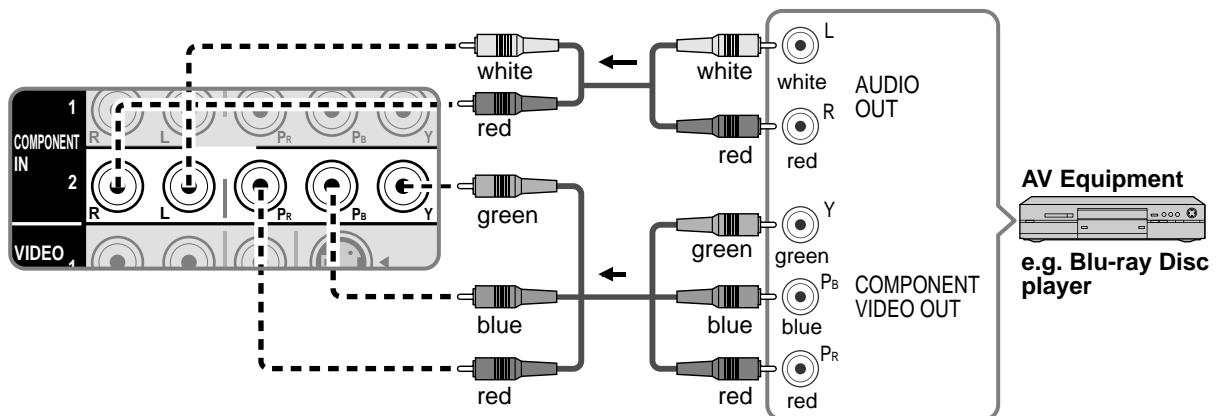 1
COMPONENT
IN
R L PR PB Y
2
R L PR PB Y
VIDEO 1
white
red
green
blue
red
white
red
green
blue
red
L
white
R
red
AUDIO
OUT
Y
green
PB
blue
PR
red
COMPONENT
VIDEO OUT
AV Equipment
e.g. Blu-ray Disc
player